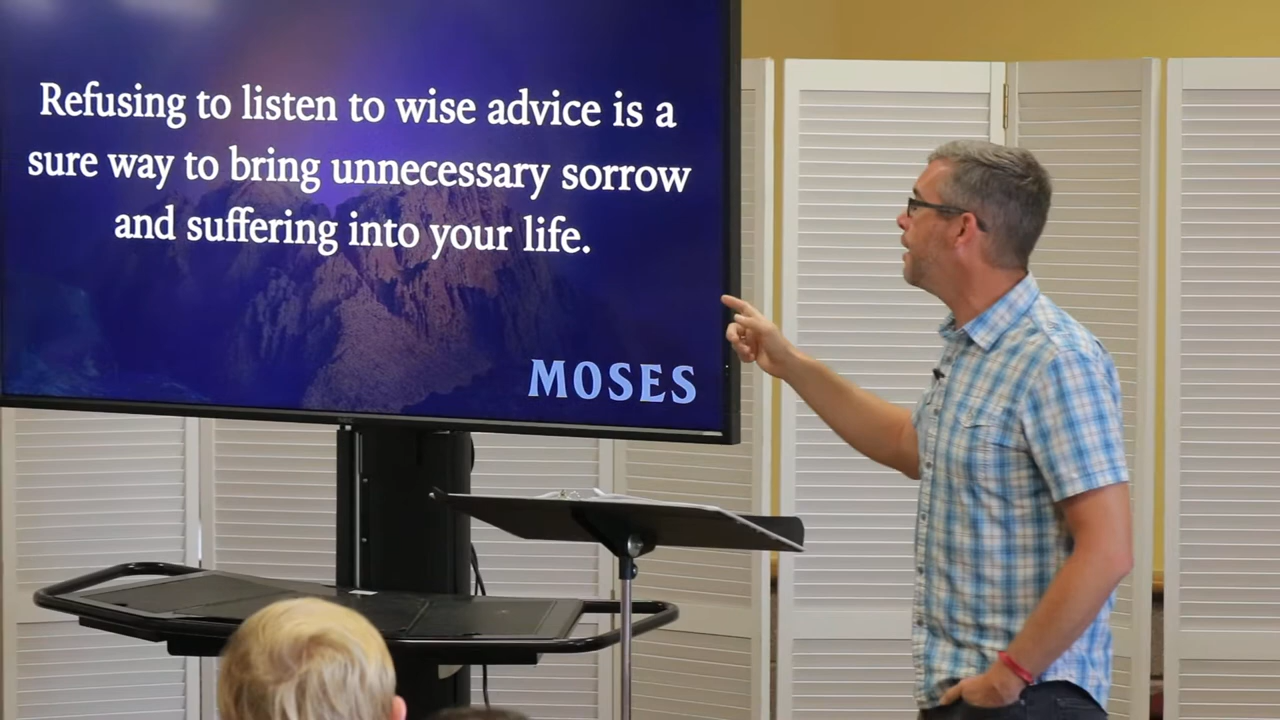 Refusing to listen to wise advice is a
sure way to bring unnecessary sorrow
and suffering into your life.
MOSES